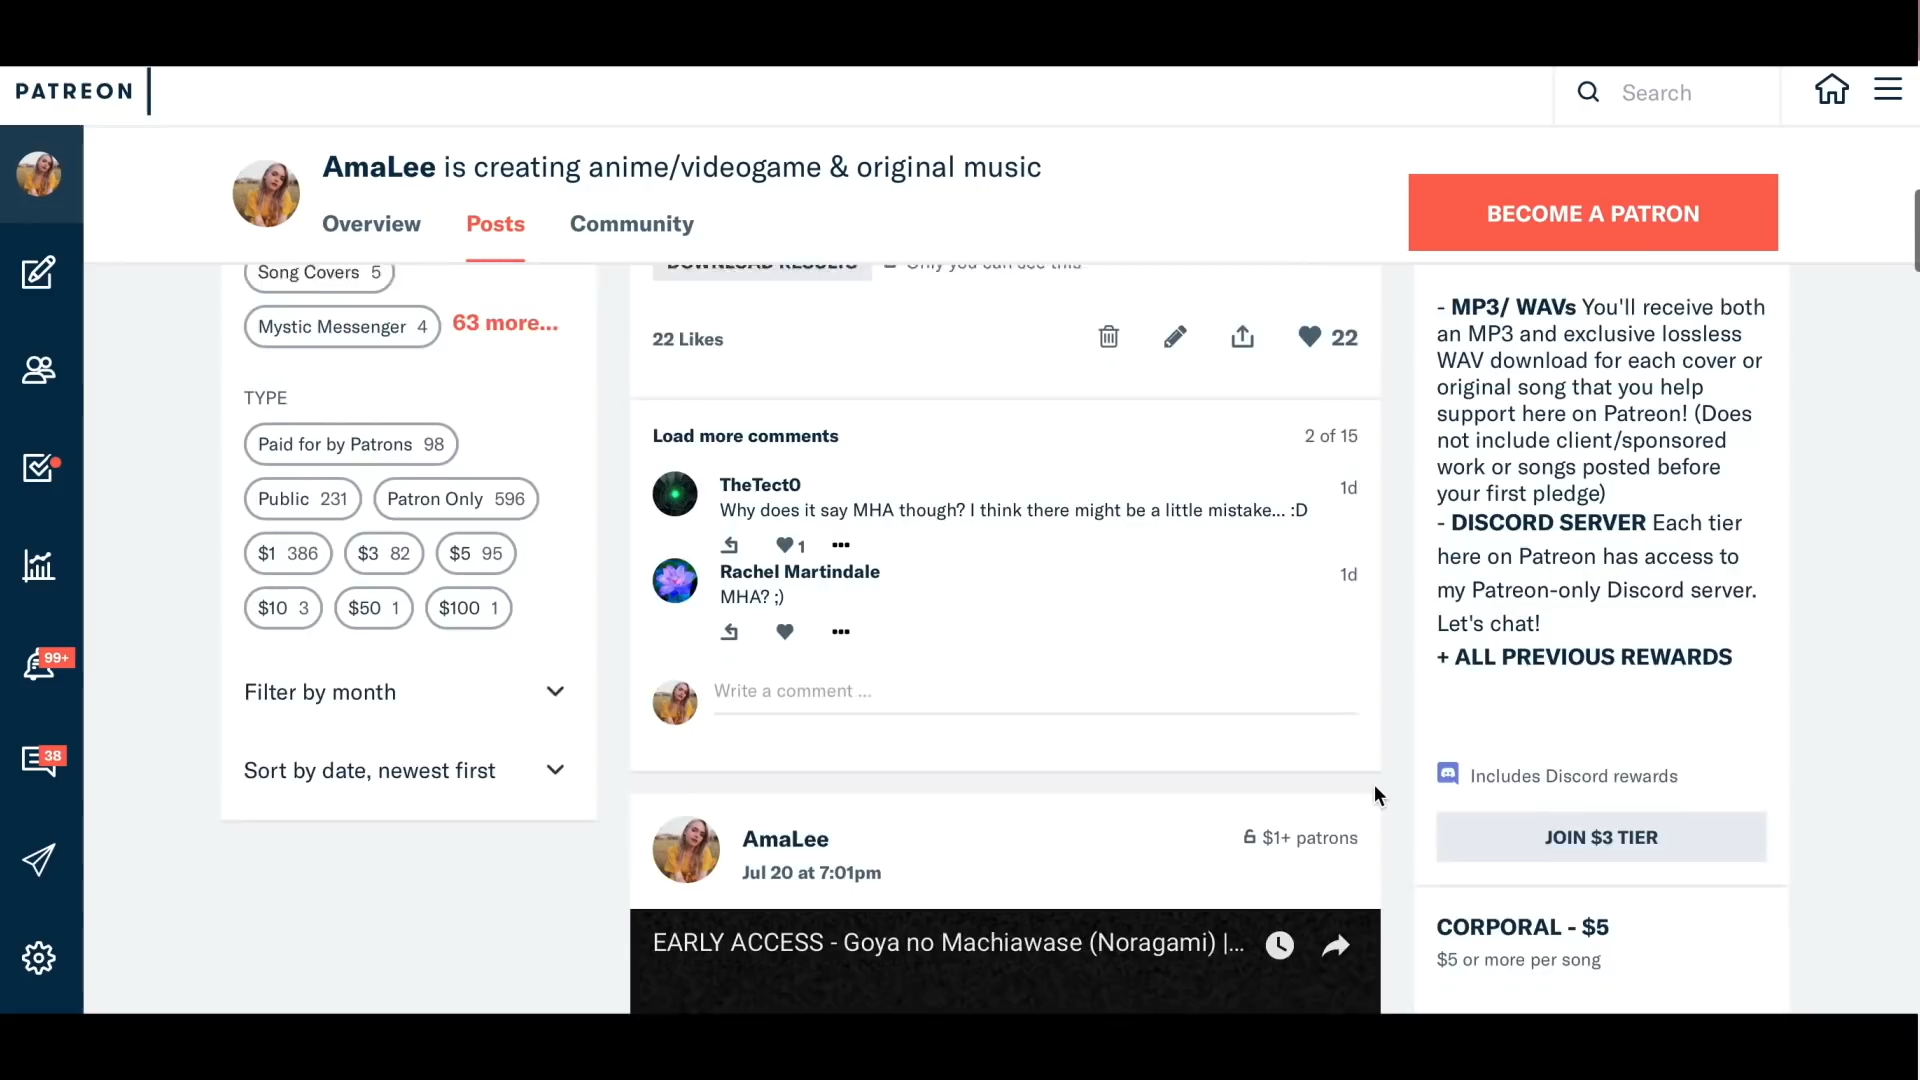 PATREON
Search
AmaLee is creating anime/videogame & original music
BECOME A PATRON
Overview
Posts
Community
Song Covers 5
Mystic Messenger 4
63 more...
TYPE
Paid for by Patrons 98
Public 231
Patron Only 596
$1 386
$3 82
$5 95
$10 3
$50 1
$100 1
Filter by month
Sort by date, newest first
99+
38
DOWNLOAD RESULTS
Only you can see this
22 Likes
22
Load more comments
2 of 15
TheTect0
1d
Why does it say MHA though? I think there might be a little mistake... :D
1
Rachel Martindale
1d
MHA? ;)
Write a comment ...
AmaLee
Jul 20 at 7:01pm
$1+ patrons
EARLY ACCESS - Goya no Machiawase (Noragami) |...
- MP3/ WAVs You'll receive both
an MP3 and exclusive lossless
WAV download for each cover or
original song that you help
support here on Patreon! (Does
not include client/sponsored
work or songs posted before
your first pledge)
- DISCORD SERVER Each tier
here on Patreon has access to
my Patreon-only Discord server.
Let's chat!
+ ALL PREVIOUS REWARDS
Includes Discord rewards
JOIN $3 TIER
CORPORAL - $5
$5 or more per song